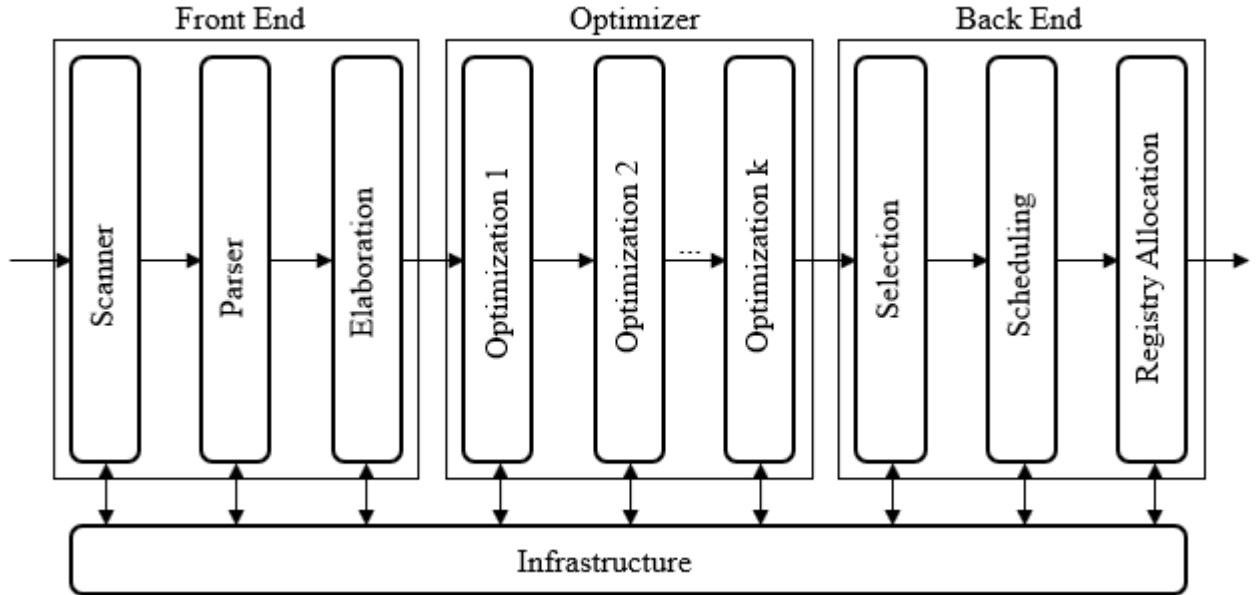 Front End
Optimizer
Back End
Scanner
Parser
Elaboration
Optimization 1
Optimization 2
...
Optimization k
Selection
Scheduling
Registry Allocation
Infrastructure